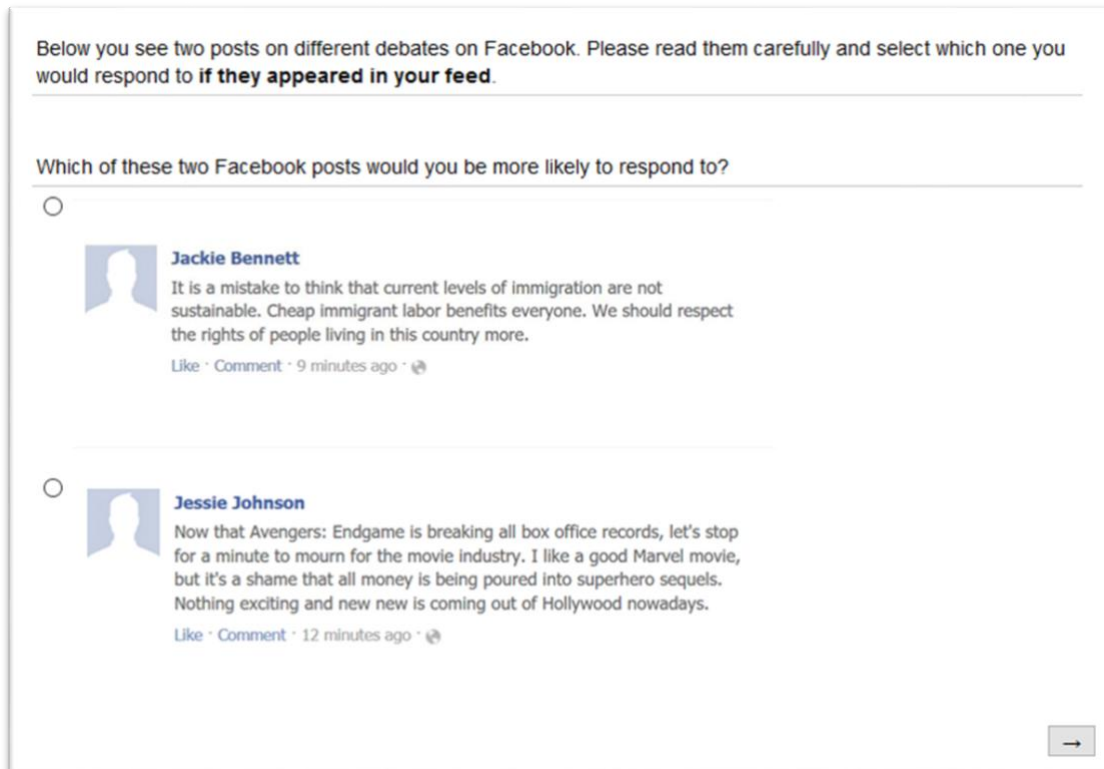 Below you see two posts on different debates on Facebook. Please read them carefully and select which one you
would respond to if they appeared in your feed.
Which of these two Facebook posts would you be more likely to respond to?
Jackie Bennett
It is a mistake to think that current levels of immigration are not
sustainable. Cheap immigrant labor benefits everyone. We should respect
the rights of people living in this country more.
Like · Comment · 9 minutes ago ·
Jessie Johnson
Now that Avengers: Endgame is breaking all box office records, let's stop
for a minute to mourn for the movie industry. I like a good Marvel movie,
but it's a shame that all money is being poured into superhero sequels.
Nothing exciting and new new is coming out of Hollywood nowadays.
Like · Comment · 12 minutes ago ·
→